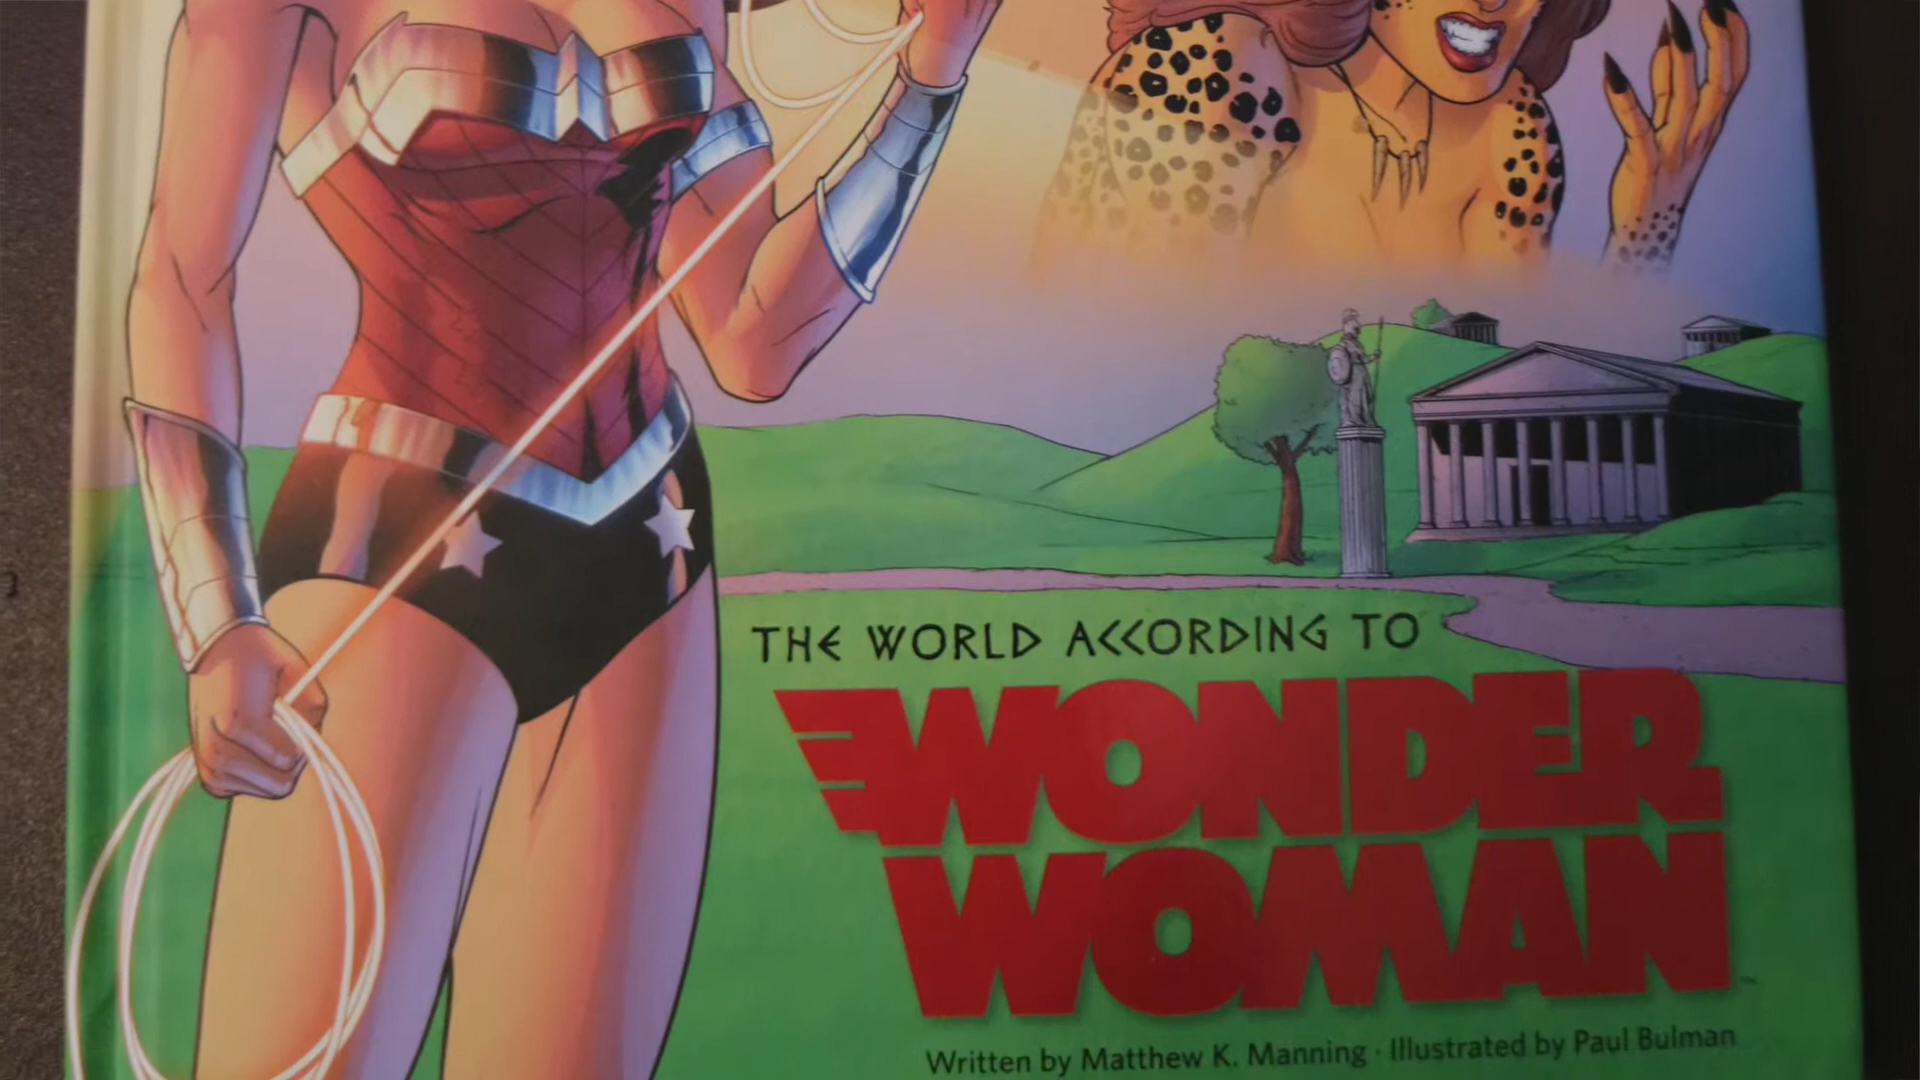 THE WORLD ACCORDING TO
WONDER
WOMAN
Written by Matthew K. Manning · Illustrated by Paul Bulman